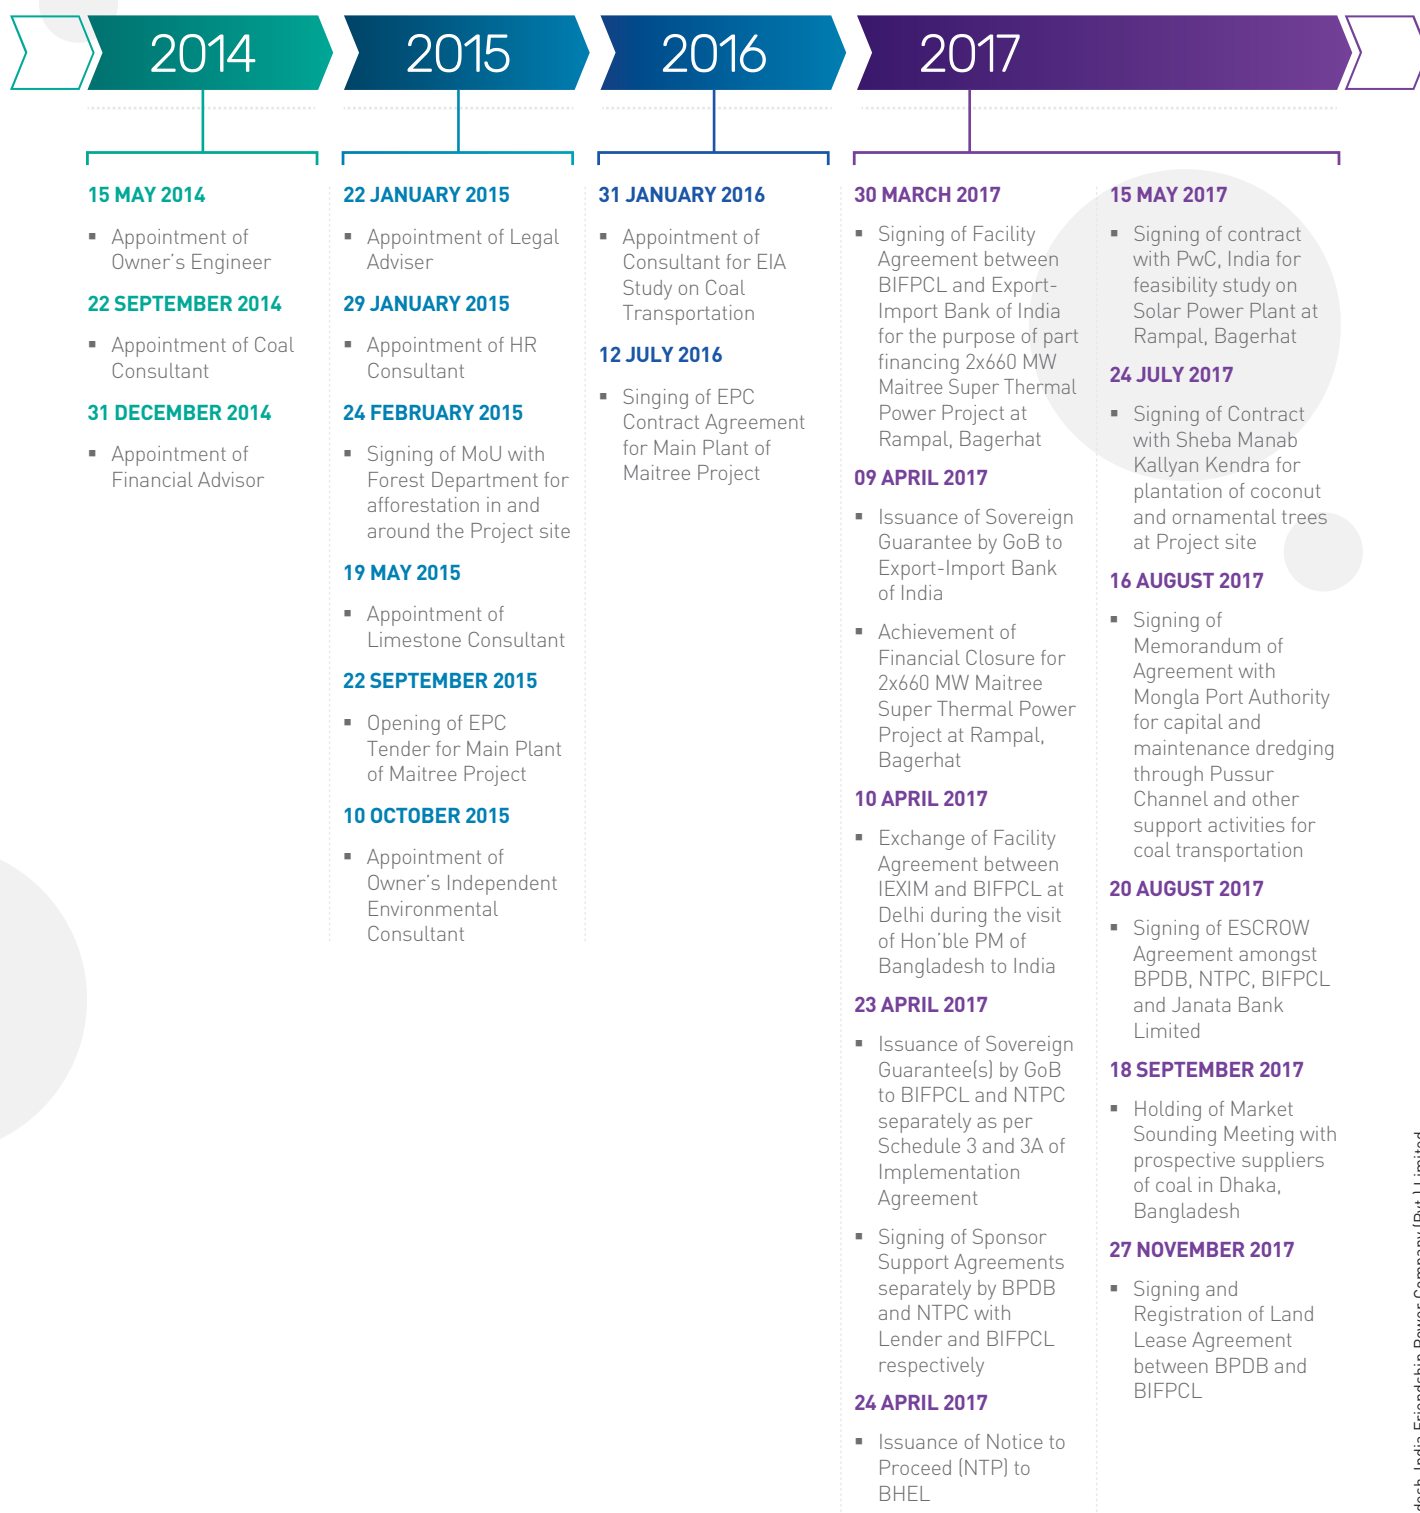 2014
2015
2016
2017
15 MAY 2014
▪ Appointment of
Owner's Engineer
22 SEPTEMBER 2014
▪ Appointment of Coal
Consultant
31 DECEMBER 2014
▪ Appointment of
Financial Advisor
22 JANUARY 2015
▪ Appointment of Legal
Adviser
29 JANUARY 2015
▪ Appointment of HR
Consultant
24 FEBRUARY 2015
▪ Signing of MoU with
Forest Department for
afforestation in and
around the Project site
19 MAY 2015
▪ Appointment of
Limestone Consultant
22 SEPTEMBER 2015
▪ Opening of EPC
Tender for Main Plant
of Maitree Project
10 OCTOBER 2015
▪ Appointment of
Owner's Independent
Environmental
Consultant
31 JANUARY 2016
▪ Appointment of
Consultant for EIA
Study on Coal
Transportation
12 JULY 2016
▪ Singing of EPC
Contract Agreement
for Main Plant of
Maitree Project
30 MARCH 2017
▪ Signing of Facility
Agreement between
BIFPCL and Export-
Import Bank of India
for the purpose of part
financing 2x660 MW
Maitree Super Thermal
Power Project at
Rampal, Bagerhat
09 APRIL 2017
▪ Issuance of Sovereign
Guarantee by GoB to
Export-Import Bank
of India
▪ Achievement of
Financial Closure for
2x660 MW Maitree
Super Thermal Power
Project at Rampal,
Bagerhat
10 APRIL 2017
▪ Exchange of Facility
Agreement between
IEXIM and BIFPCL at
Delhi during the visit
of Hon'ble PM of
Bangladesh to India
23 APRIL 2017
▪ Issuance of Sovereign
Guarantee(s) by GoB
to BIFPCL and NTPC
separately as per
Schedule 3 and 3A of
Implementation
Agreement
▪ Signing of Sponsor
Support Agreements
separately by BPDB
and NTPC with
Lender and BIFPCL
respectively
24 APRIL 2017
▪ Issuance of Notice to
Proceed (NTP) to
BHEL
15 MAY 2017
▪ Signing of contract
with PwC, India for
feasibility study on
Solar Power Plant at
Rampal, Bagerhat
24 JULY 2017
▪ Signing of Contract
with Sheba Manab
Kallyan Kendra for
plantation of coconut
and ornamental trees
at Project site
16 AUGUST 2017
▪ Signing of
Memorandum of
Agreement with
Mongla Port Authority
for capital and
maintenance dredging
through Pussur
Channel and other
support activities for
coal transportation
20 AUGUST 2017
▪ Signing of ESCROW
Agreement amongst
BPDB, NTPC, BIFPCL
and Janata Bank
Limited
18 SEPTEMBER 2017
▪ Holding of Market
Sounding Meeting with
prospective suppliers
of coal in Dhaka,
Bangladesh
27 NOVEMBER 2017
▪ Signing and
Registration of Land
Lease Agreement
between BPDB and
BIFPCL
India Friendship Power Company (Pvt.) Limited